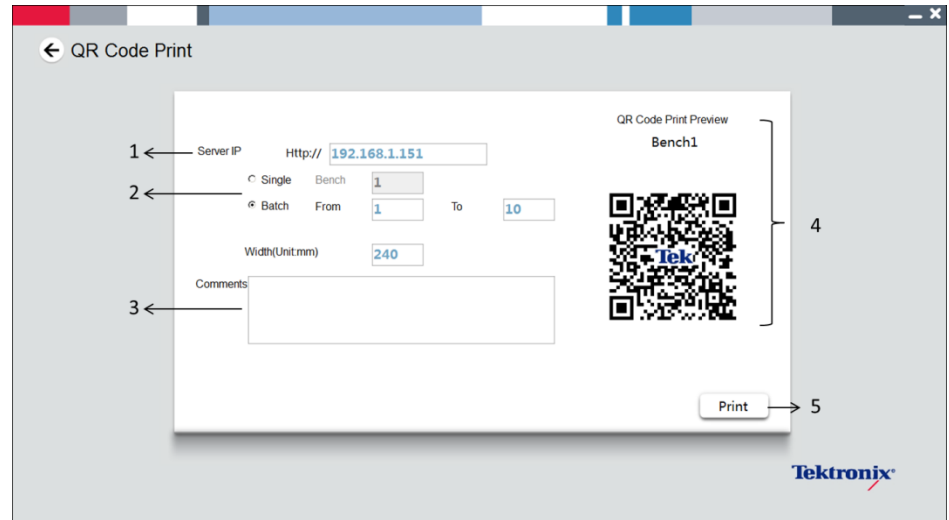 QR Code Print
QR Code Print Preview
Bench1
1 Server IP Http:// 192.168.1.151
2
Single Bench 1
Batch From 1 To 10
Width(Unit:mm) 240
Comments
3
Tek
4
Print 5
Tektronix